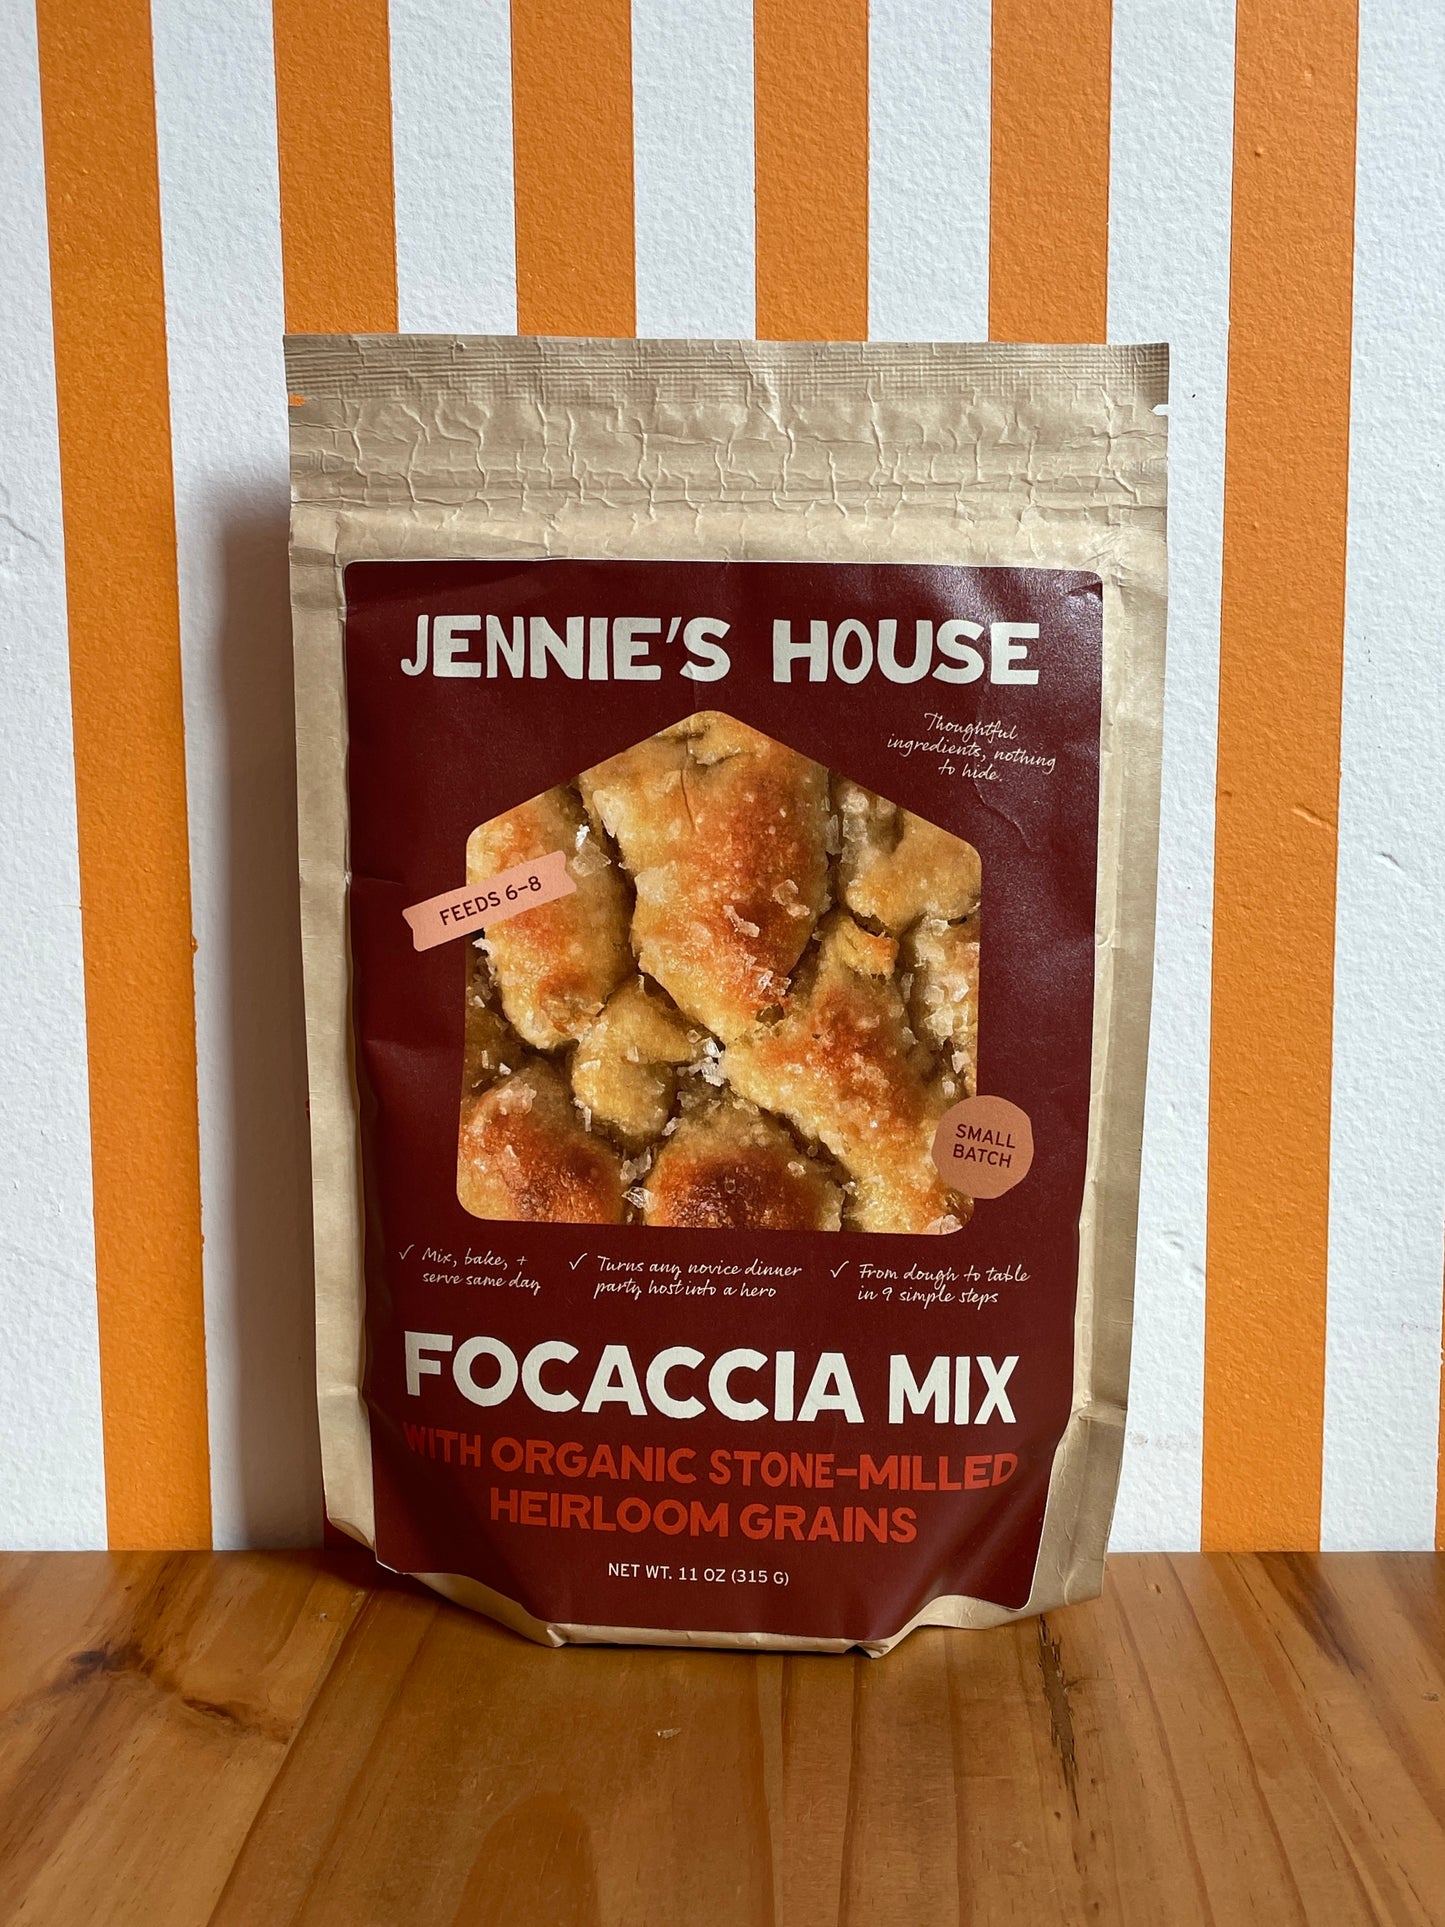 JENNIE'S HOUSE
Thoughtful
ingredients, nothing
to hide.
FEEDS 6–8
SMALL
BATCH
✓ Mix, bake, +
serve same day
✓ Turns any novice dinner
party host into a hero
✓ From dough to table
in 9 simple steps
FOCACCIA MIX
WITH ORGANIC STONE-MILLED
HEIRLOOM GRAINS
NET WT. 11 OZ (315 G)